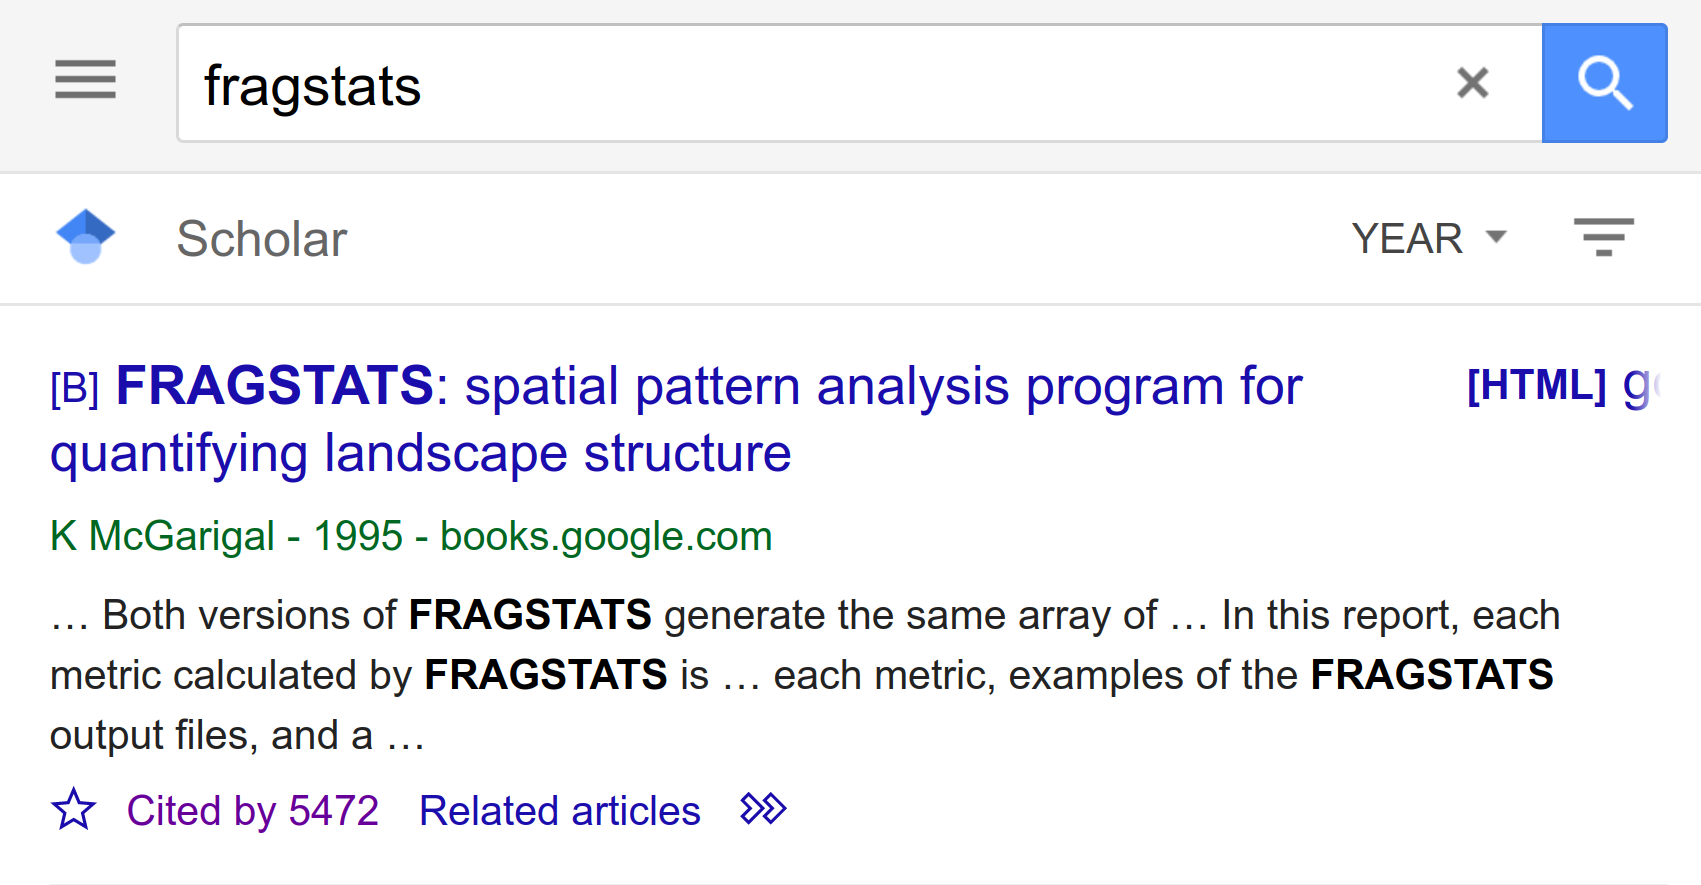 fragstats
Scholar
YEAR
[B] FRAGSTATS: spatial pattern analysis program for
quantifying landscape structure
[HTML]
K McGarigal - 1995 - books.google.com
… Both versions of FRAGSTATS generate the same array of … In this report, each
metric calculated by FRAGSTATS is … each metric, examples of the FRAGSTATS
output files, and a …
Cited by 5472 Related articles